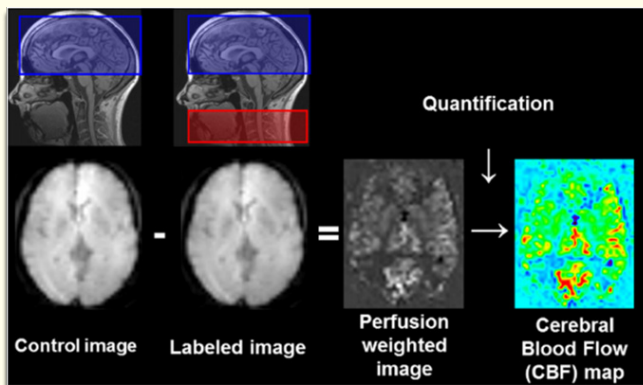 Quantification
Control image
Labeled image
Perfusion
weighted image
Cerebral
Blood Flow
(CBF) map